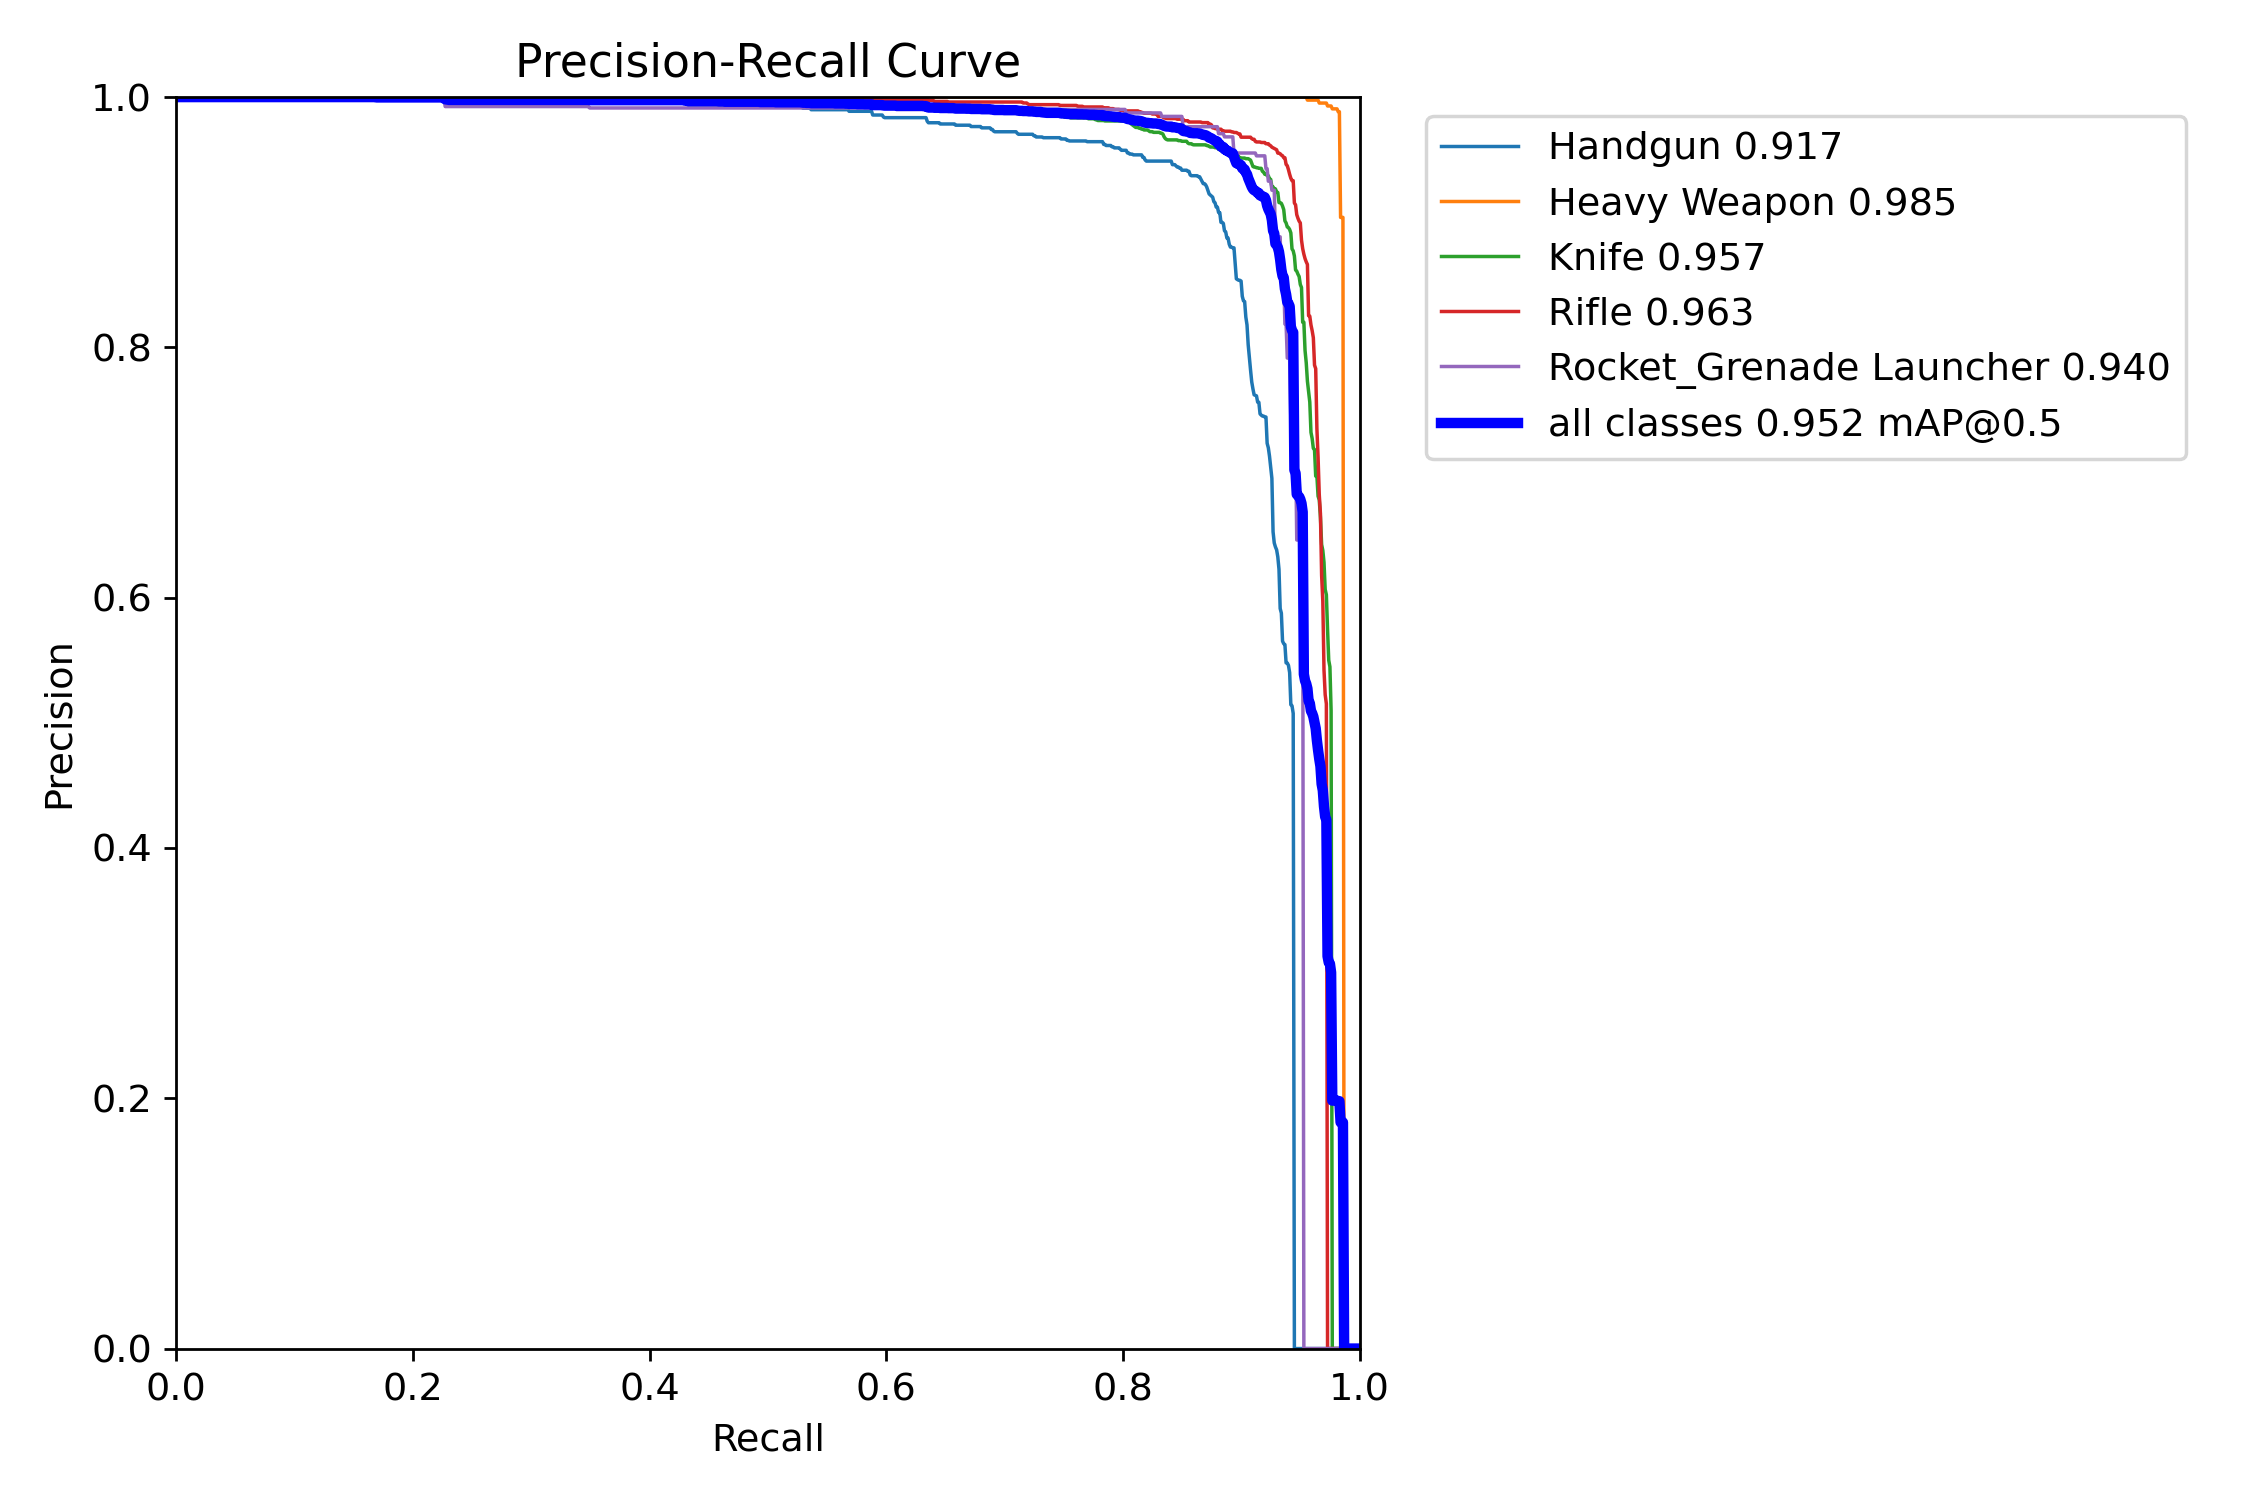 Precision-Recall Curve
1.0
0.8
0.6
0.4
0.2
0.0
Precision
0.0 0.2 0.4 0.6 0.8 1.0
Recall
Handgun 0.917
Heavy Weapon 0.985
Knife 0.957
Rifle 0.963
Rocket_Grenade Launcher 0.940
all classes 0.952 mAP@0.5